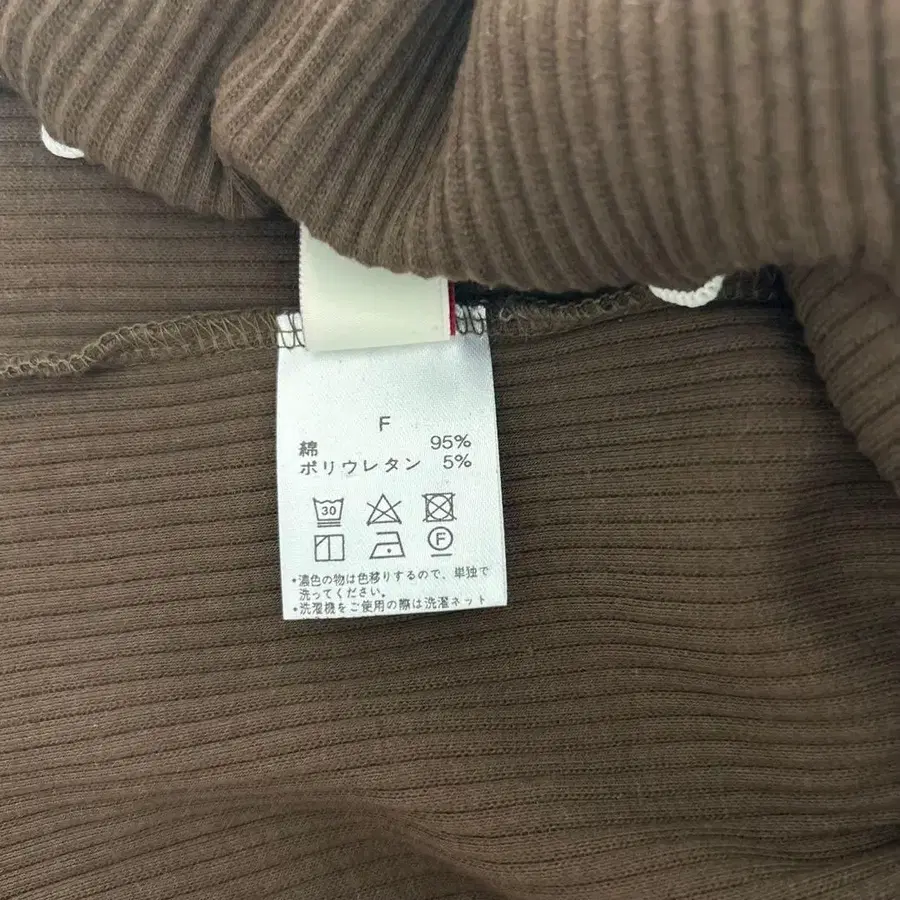 F
綿 95%
ポリウレタン 5%
30
F
•濃色の物は色移りするので、単独で
洗ってください。
•洗濯機をご使用の際は洗濯ネット